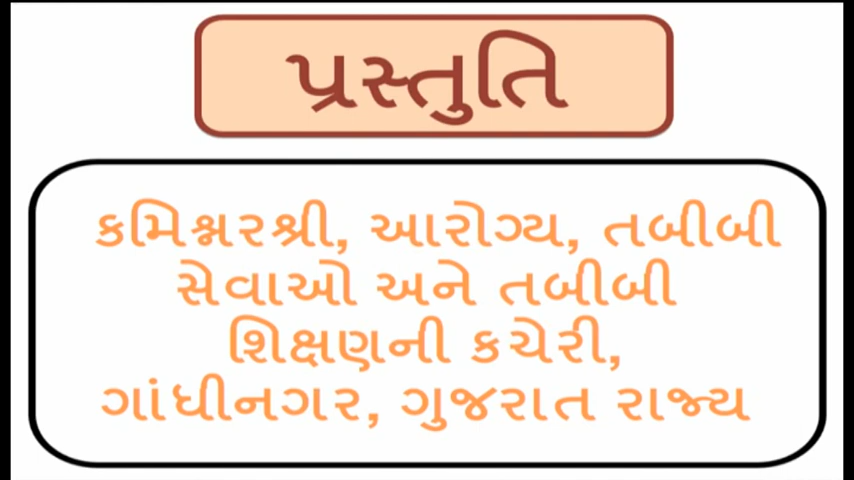 પ્રસ્તુતિ
કમિશ્નરશ્રી, આરોગ્ય, તબીબી
સેવાઓ અને તબીબી
શિક્ષણની કચેરી,
ગાંધીનગર, ગુજરાત રાજ્ય